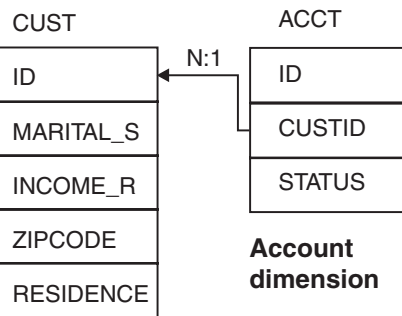 CUST
ID
MARITAL_S
INCOME_R
ZIPCODE
RESIDENCE
N:1
ACCT
ID
CUSTID
STATUS
Account
dimension